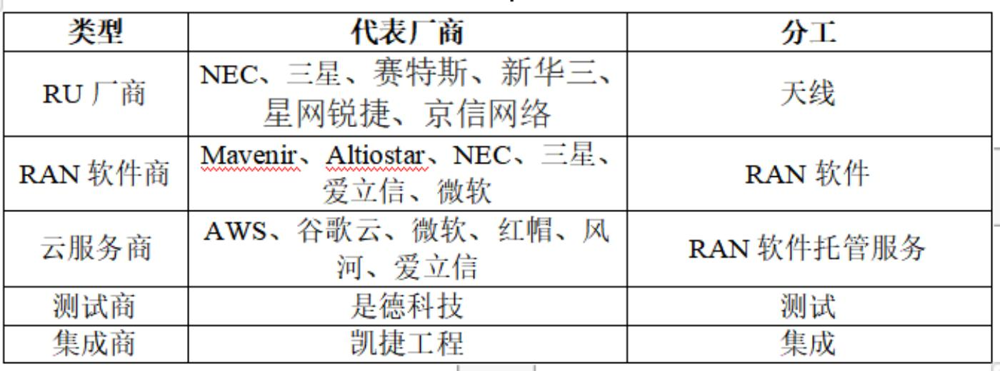 类型 代表厂商 分工
RU 厂商 NEC、三星、赛特斯、新华三、 天线
星网锐捷、京信网络
RAN 软件商 Mavenir、Altiostar、NEC、三星、 RAN 软件
爱立信、微软
云服务商 AWS、谷歌云、微软、红帽、风 RAN 软件托管服务
河、爱立信
测试商 是德科技 测试
集成商 凯捷工程 集成